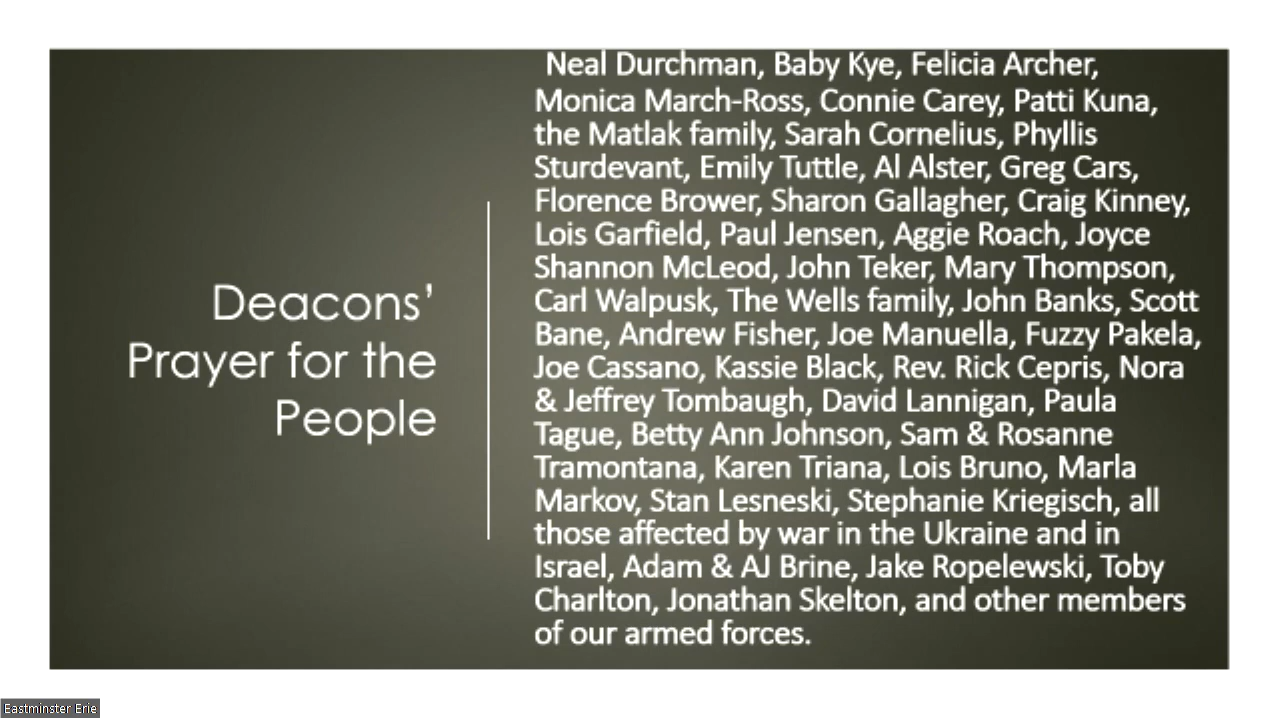 Deacons’
Prayer for the
People
Neal Durchman, Baby Kye, Felicia Archer,
Monica March-Ross, Connie Carey, Patti Kuna,
the Matlak family, Sarah Cornelius, Phyllis
Sturdevant, Emily Tuttle, Al Alster, Greg Cars,
Florence Brower, Sharon Gallagher, Craig Kinney,
Lois Garfield, Paul Jensen, Aggie Roach, Joyce
Shannon McLeod, John Teker, Mary Thompson,
Carl Walpusk, The Wells family, John Banks, Scott
Bane, Andrew Fisher, Joe Manuella, Fuzzy Pakela,
Joe Cassano, Kassie Black, Rev. Rick Cepris, Nora
& Jeffrey Tombaugh, David Lannigan, Paula
Tague, Betty Ann Johnson, Sam & Rosanne
Tramontana, Karen Triana, Lois Bruno, Marla
Markov, Stan Lesneski, Stephanie Kriegisch, all
those affected by war in the Ukraine and in
Israel, Adam & AJ Brine, Jake Ropelewski, Toby
Charlton, Jonathan Skelton, and other members
of our armed forces.
Eastminster Erie